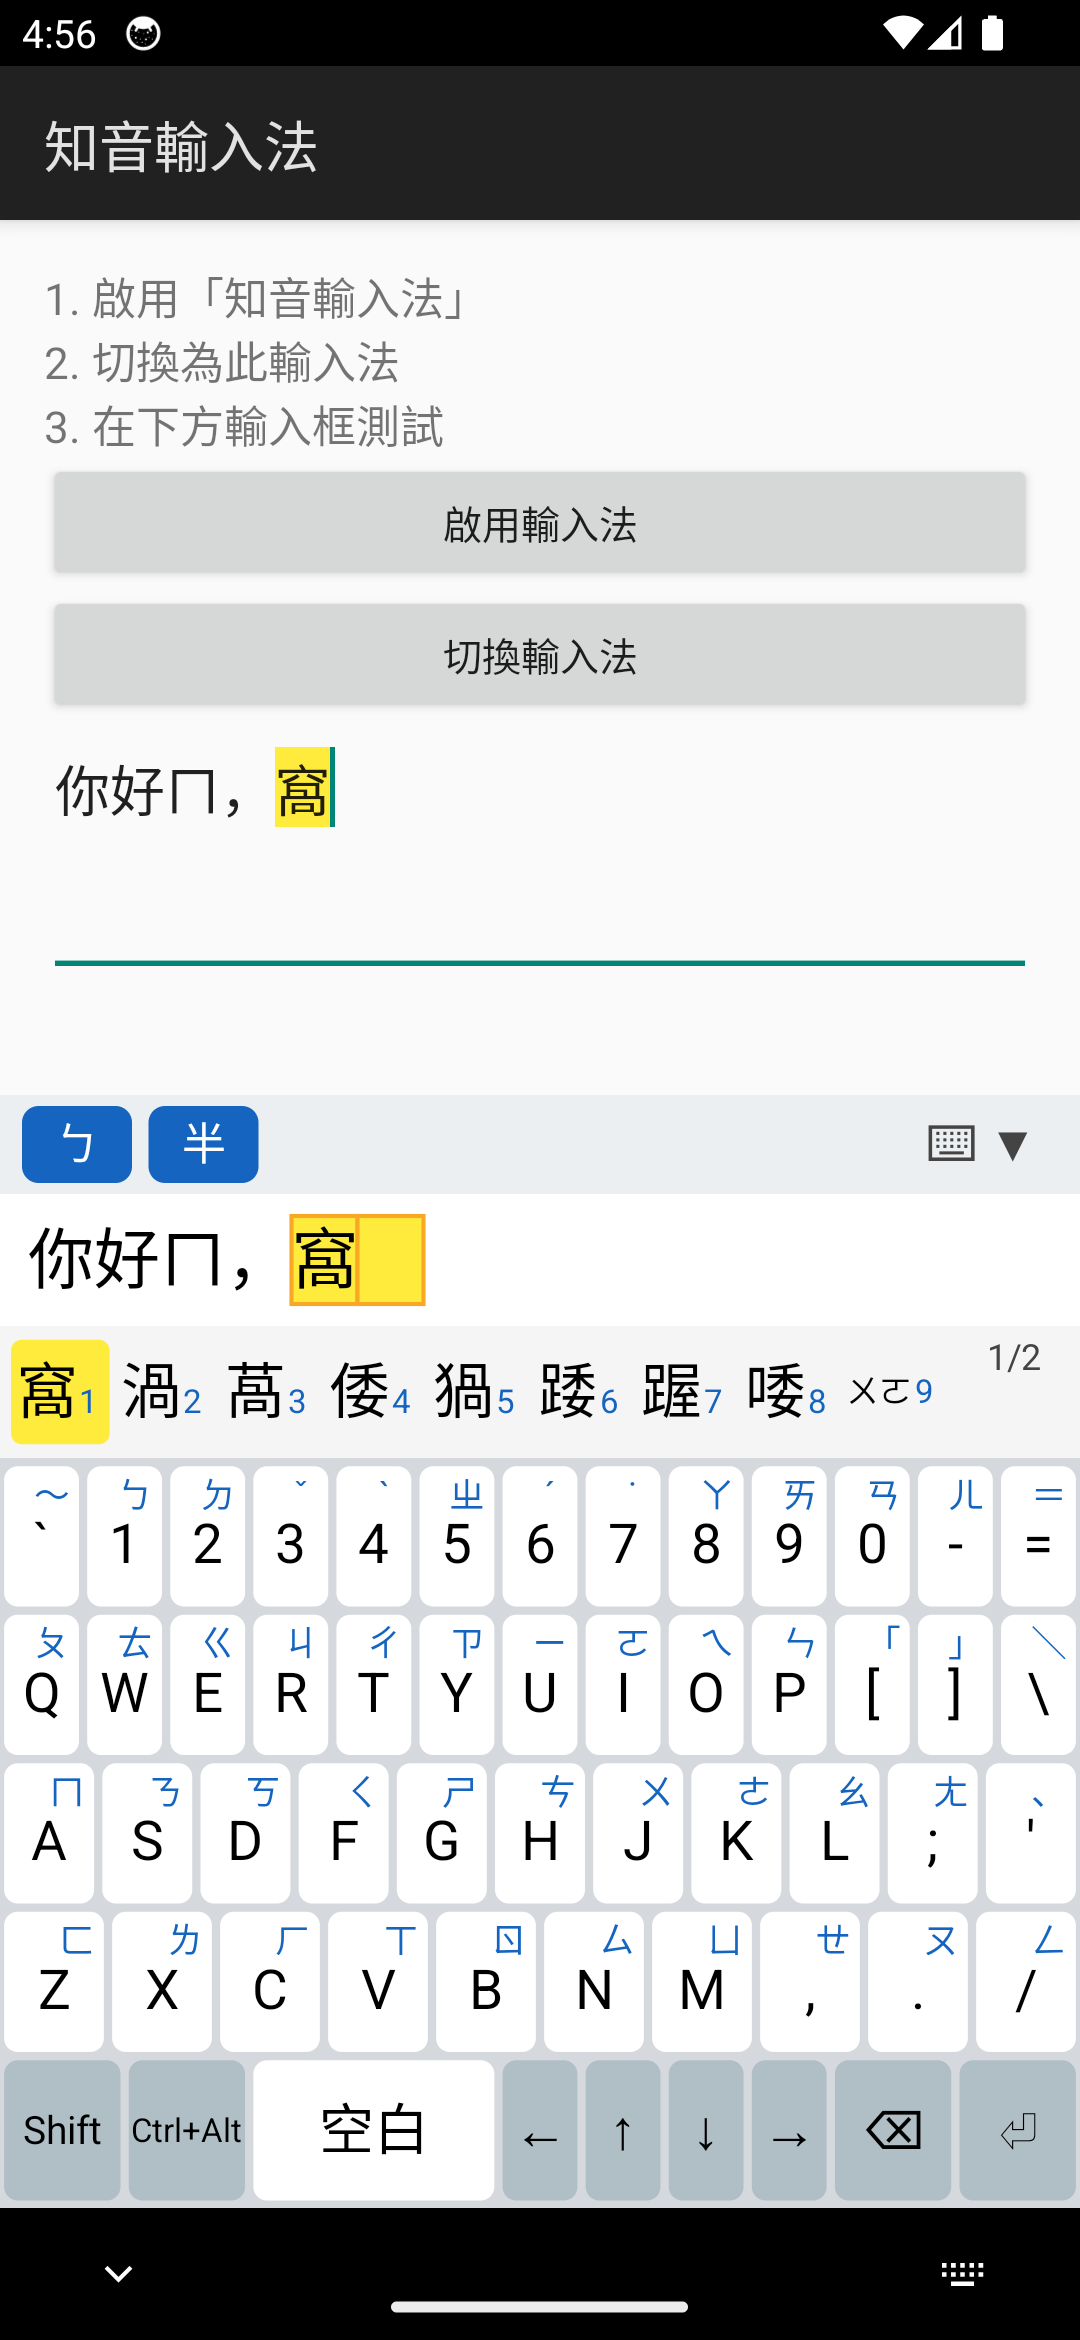 4:56
知音輸入法
1. 啟用「知音輸入法」
2. 切換為此輸入法
3. 在下方輸入框測試
啟用輸入法
切換輸入法
你好ㄇ，窩
ㄅ 半 ▼
你好ㄇ，窩
窩1 渦2 萵3 倭4 猧5 踒6 踻7 唩8 ㄨㄛ9 1/2
～ ㄅ ㄉ ˇ ˋ ㄓ ˊ ˙ ㄚ ㄞ ㄢ ㄦ ＝
` 1 2 3 4 5 6 7 8 9 0 - =
ㄆ ㄊ ㄍ ㄐ ㄔ ㄗ ㄧ ㄛ ㄟ ㄣ 「 」 ＼
Q W E R T Y U I O P [ ] \
ㄇ ㄋ ㄎ ㄑ ㄕ ㄘ ㄨ ㄜ ㄠ ㄤ 、
A S D F G H J K L ; '
ㄈ ㄌ ㄏ ㄒ ㄖ ㄙ ㄩ ㄝ ㄡ ㄥ
Z X C V B N M , . /
Shift Ctrl+Alt 空白 ← ↑ ↓ → ⌫ ⏎